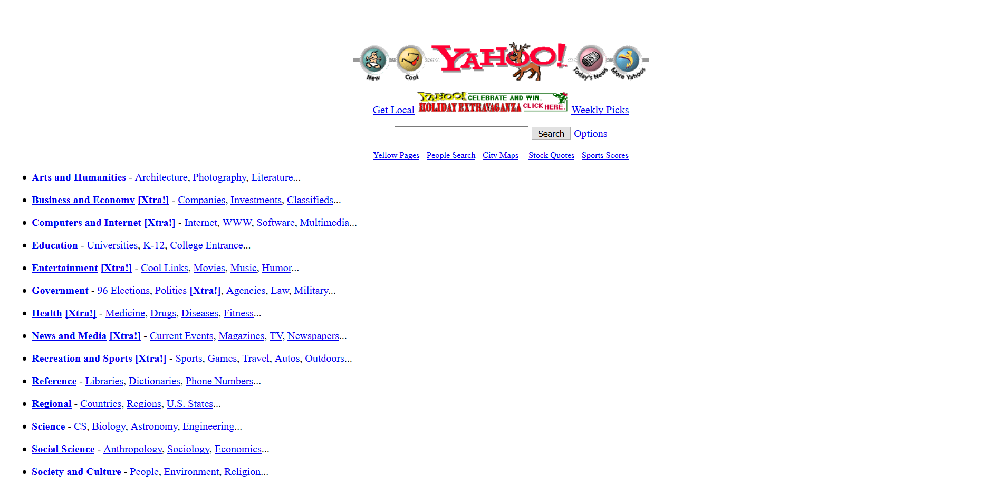 New Cool YAHOO! Today's News More Yahoos
YAHOO! CELEBRATE AND WIN.
Get Local HOLIDAY EXTRAVAGANZA CLICK HERE. Weekly Picks
Search Options
Yellow Pages - People Search - City Maps -- Stock Quotes - Sports Scores
Arts and Humanities - Architecture, Photography, Literature...
Business and Economy [Xtra!] - Companies, Investments, Classifieds...
Computers and Internet [Xtra!] - Internet, WWW, Software, Multimedia...
Education - Universities, K-12, College Entrance...
Entertainment [Xtra!] - Cool Links, Movies, Music, Humor...
Government - 96 Elections, Politics [Xtra!], Agencies, Law, Military...
Health [Xtra!] - Medicine, Drugs, Diseases, Fitness...
News and Media [Xtra!] - Current Events, Magazines, TV, Newspapers...
Recreation and Sports [Xtra!] - Sports, Games, Travel, Autos, Outdoors...
Reference - Libraries, Dictionaries, Phone Numbers...
Regional - Countries, Regions, U.S. States...
Science - CS, Biology, Astronomy, Engineering...
Social Science - Anthropology, Sociology, Economics...
Society and Culture - People, Environment, Religion...